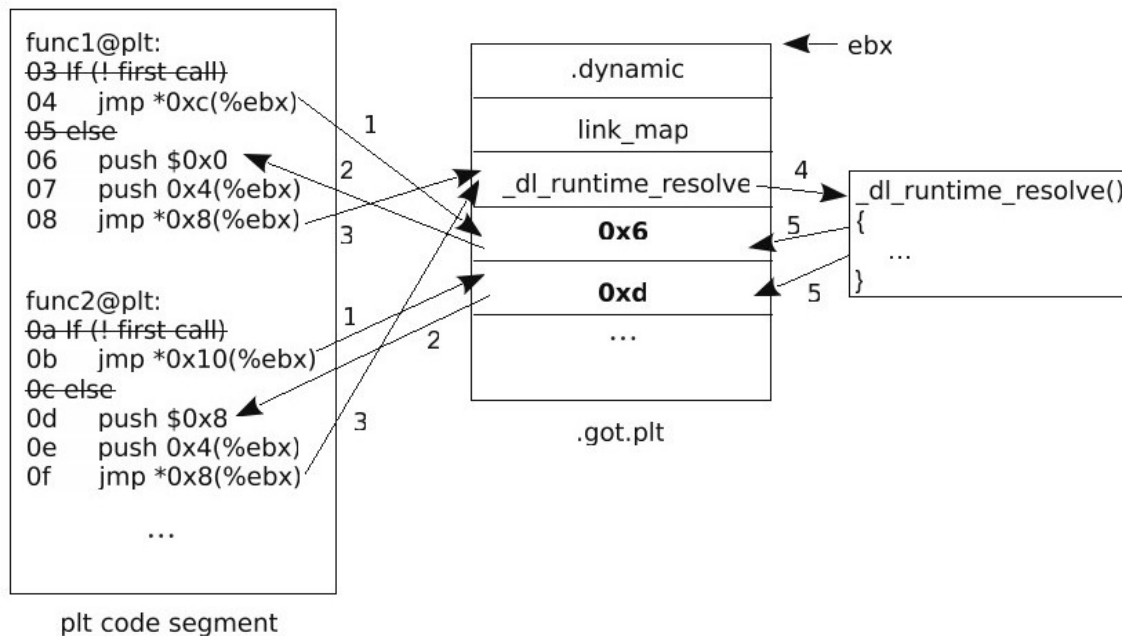 func1@plt:
03 If (! first call)
04 jmp *0xc(%ebx)
05 else
06 push $0x0
07 push 0x4(%ebx)
08 jmp *0x8(%ebx)
func2@plt:
0a If (! first call)
0b jmp *0x10(%ebx)
0c else
0d push $0x8
0e push 0x4(%ebx)
0f jmp *0x8(%ebx)
...
plt code segment
1
2
3
1
2
3
ebx
.dynamic
link_map
_dl_runtime_resolve
0x6
0xd
...
.got.plt
4
5
5
_dl_runtime_resolve()
{
...
}